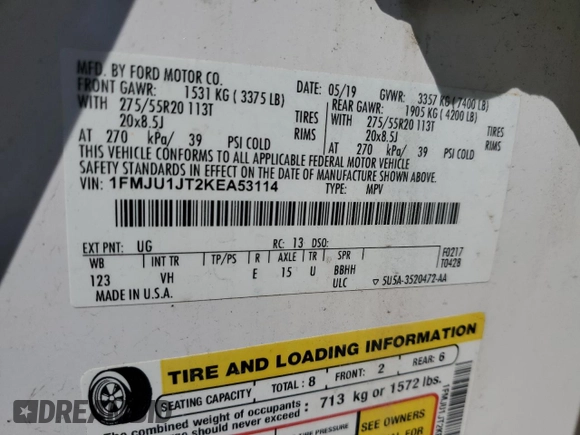 MFD. BY FORD MOTOR CO.
DATE: 05/19 GVWR: 3357 KG (7400 LB)
FRONT GAWR: 1531 KG (3375 LB)
REAR GAWR: 1905 KG (4200 LB)
WITH 275/55R20 113T TIRES
WITH 275/55R20 113T TIRES
20x8.5J RIMS
20x8.5J RIMS
AT 270 kPa/ 39 PSI COLD
AT 270 kPa/ 39 PSI COLD
THIS VEHICLE CONFORMS TO ALL APPLICABLE FEDERAL MOTOR VEHICLE
SAFETY STANDARDS IN EFFECT ON THE DATE OF MANUFACTURE SHOWN ABOVE.
VIN: 1FMJU1JT2KEA53114
TYPE: MPV
EXT PNT: UG RC: 13 DSO:
WB INT TR TP/PS R AXLE TR SPR
F0217
T0428
123 VH E 15 U BBHH
ULC
MADE IN U.S.A.
5U5A-3520472-AA
TIRE AND LOADING INFORMATION
SEATING CAPACITY TOTAL: 8 FRONT: 2 REAR: 6
The combined weight of occupants
should never exceed: 713 kg or 1572 lbs.
TIRE PRESSURE
SEE OWNERS